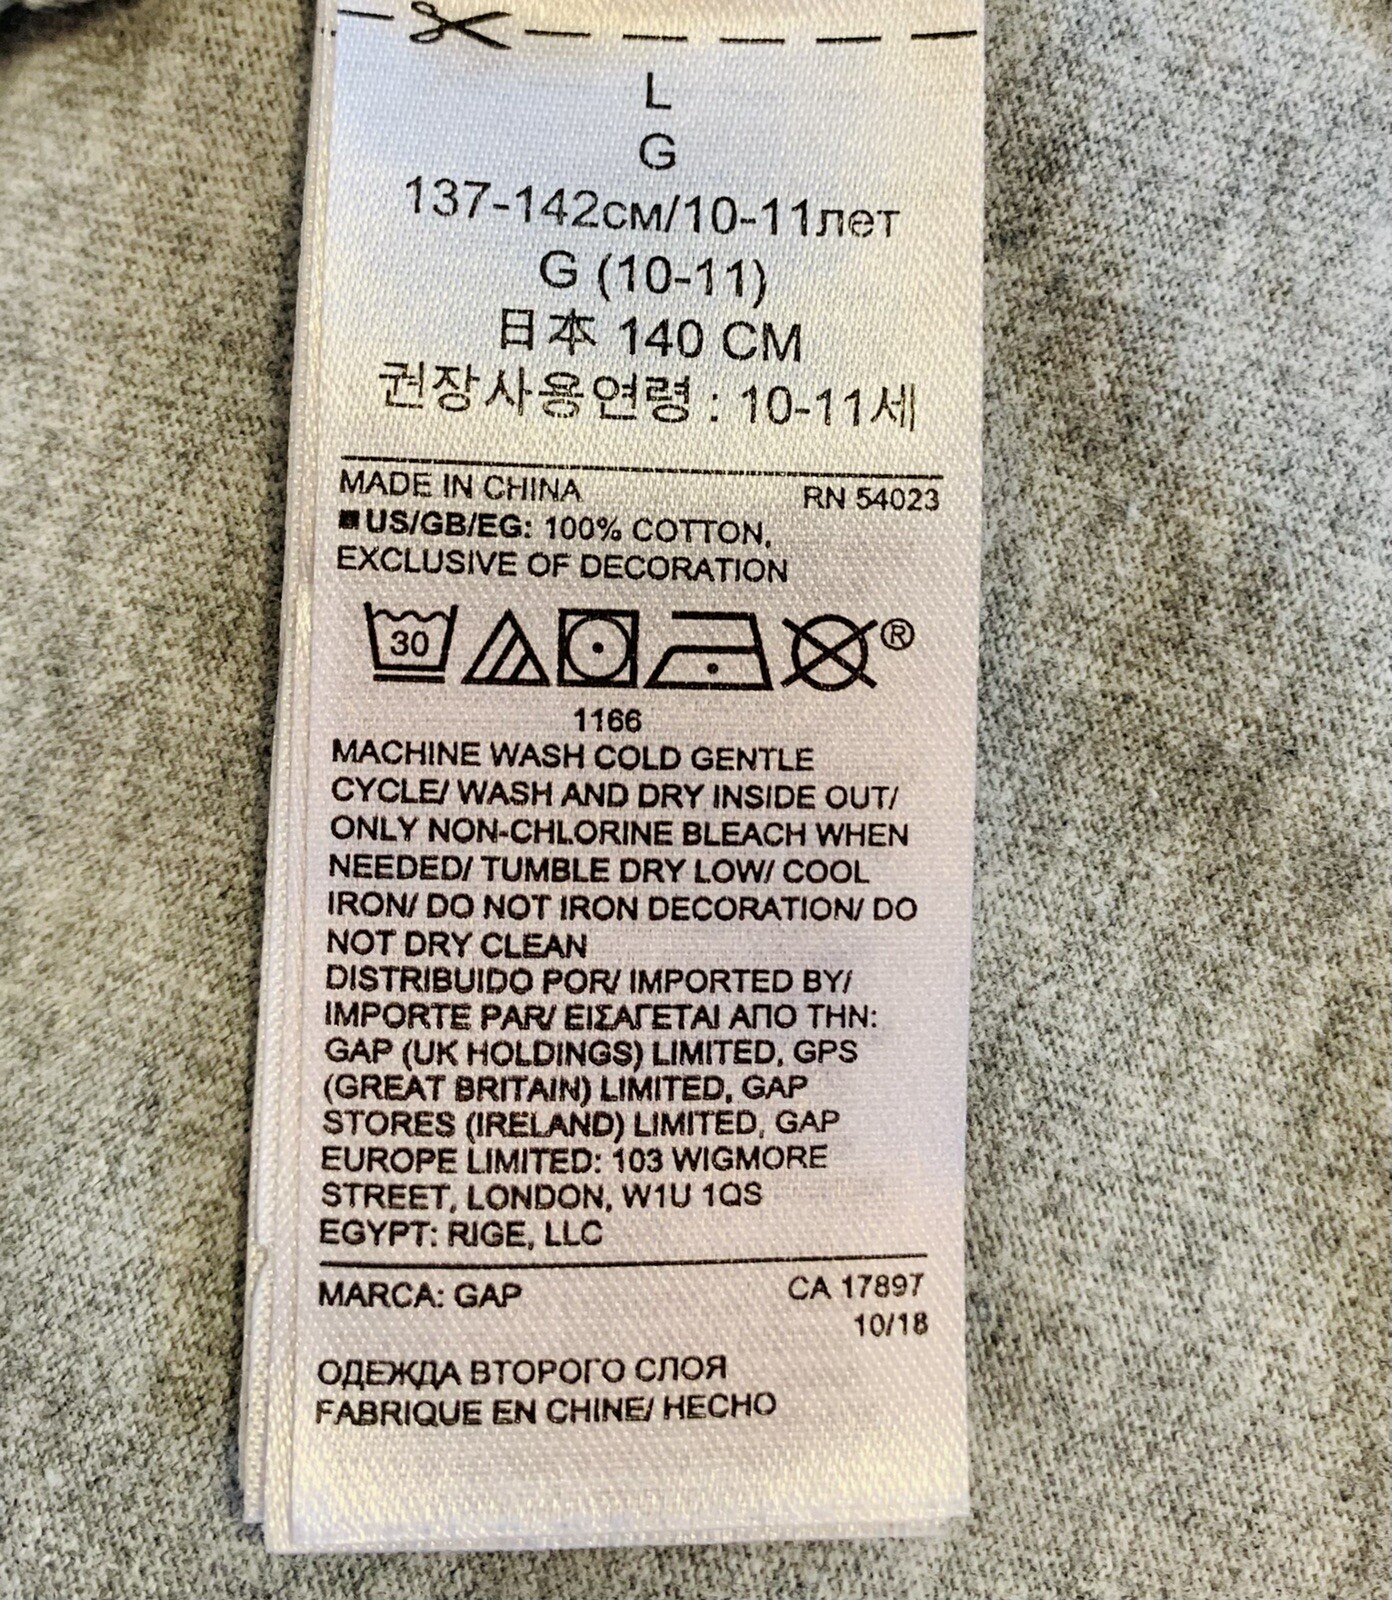 L
G
137-142см/10-11лет
G (10-11)
日本 140 CM
권장사용연령 : 10-11세
MADE IN CHINA RN 54023
US/GB/EG: 100% COTTON,
EXCLUSIVE OF DECORATION
30 ®
1166
MACHINE WASH COLD GENTLE
CYCLE/ WASH AND DRY INSIDE OUT/
ONLY NON-CHLORINE BLEACH WHEN
NEEDED/ TUMBLE DRY LOW/ COOL
IRON/ DO NOT IRON DECORATION/ DO
NOT DRY CLEAN
DISTRIBUIDO POR/ IMPORTED BY/
IMPORTE PAR/ ΕΙΣΑΓΕΤΑΙ ΑΠΟ ΤΗΝ:
GAP (UK HOLDINGS) LIMITED, GPS
(GREAT BRITAIN) LIMITED, GAP
STORES (IRELAND) LIMITED, GAP
EUROPE LIMITED: 103 WIGMORE
STREET, LONDON, W1U 1QS
EGYPT: RIGE, LLC
MARCA: GAP CA 17897
10/18
ОДЕЖДА ВТОРОГО СЛОЯ
FABRIQUE EN CHINE/ HECHO